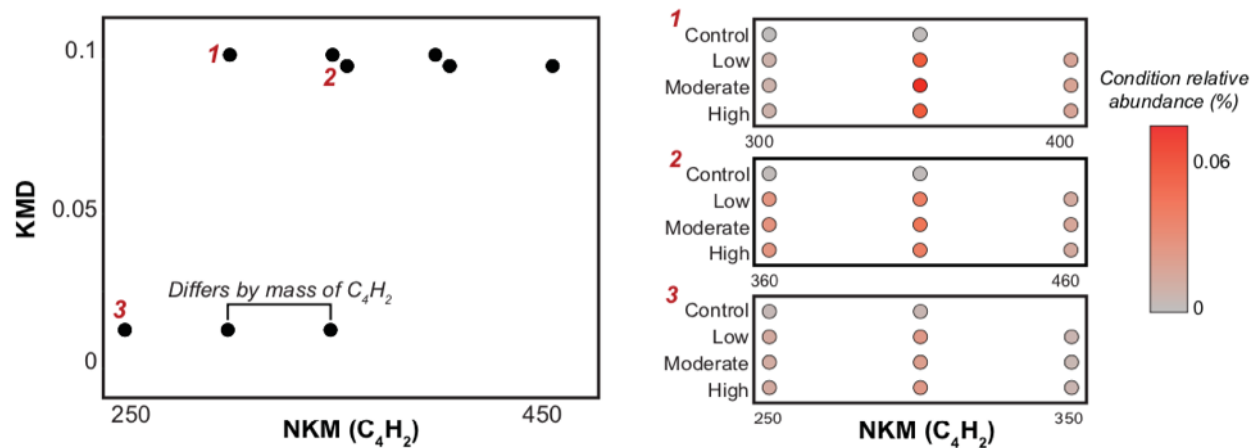 0.1
0.05
0
KMD
1
2
3
Differs by mass of C₄H₂
250
450
NKM (C₄H₂)
1
Control
Low
Moderate
High
300
400
2
Control
Low
Moderate
High
360
460
3
Control
Low
Moderate
High
250
350
NKM (C₄H₂)
Condition relative
abundance (%)
0.06
0